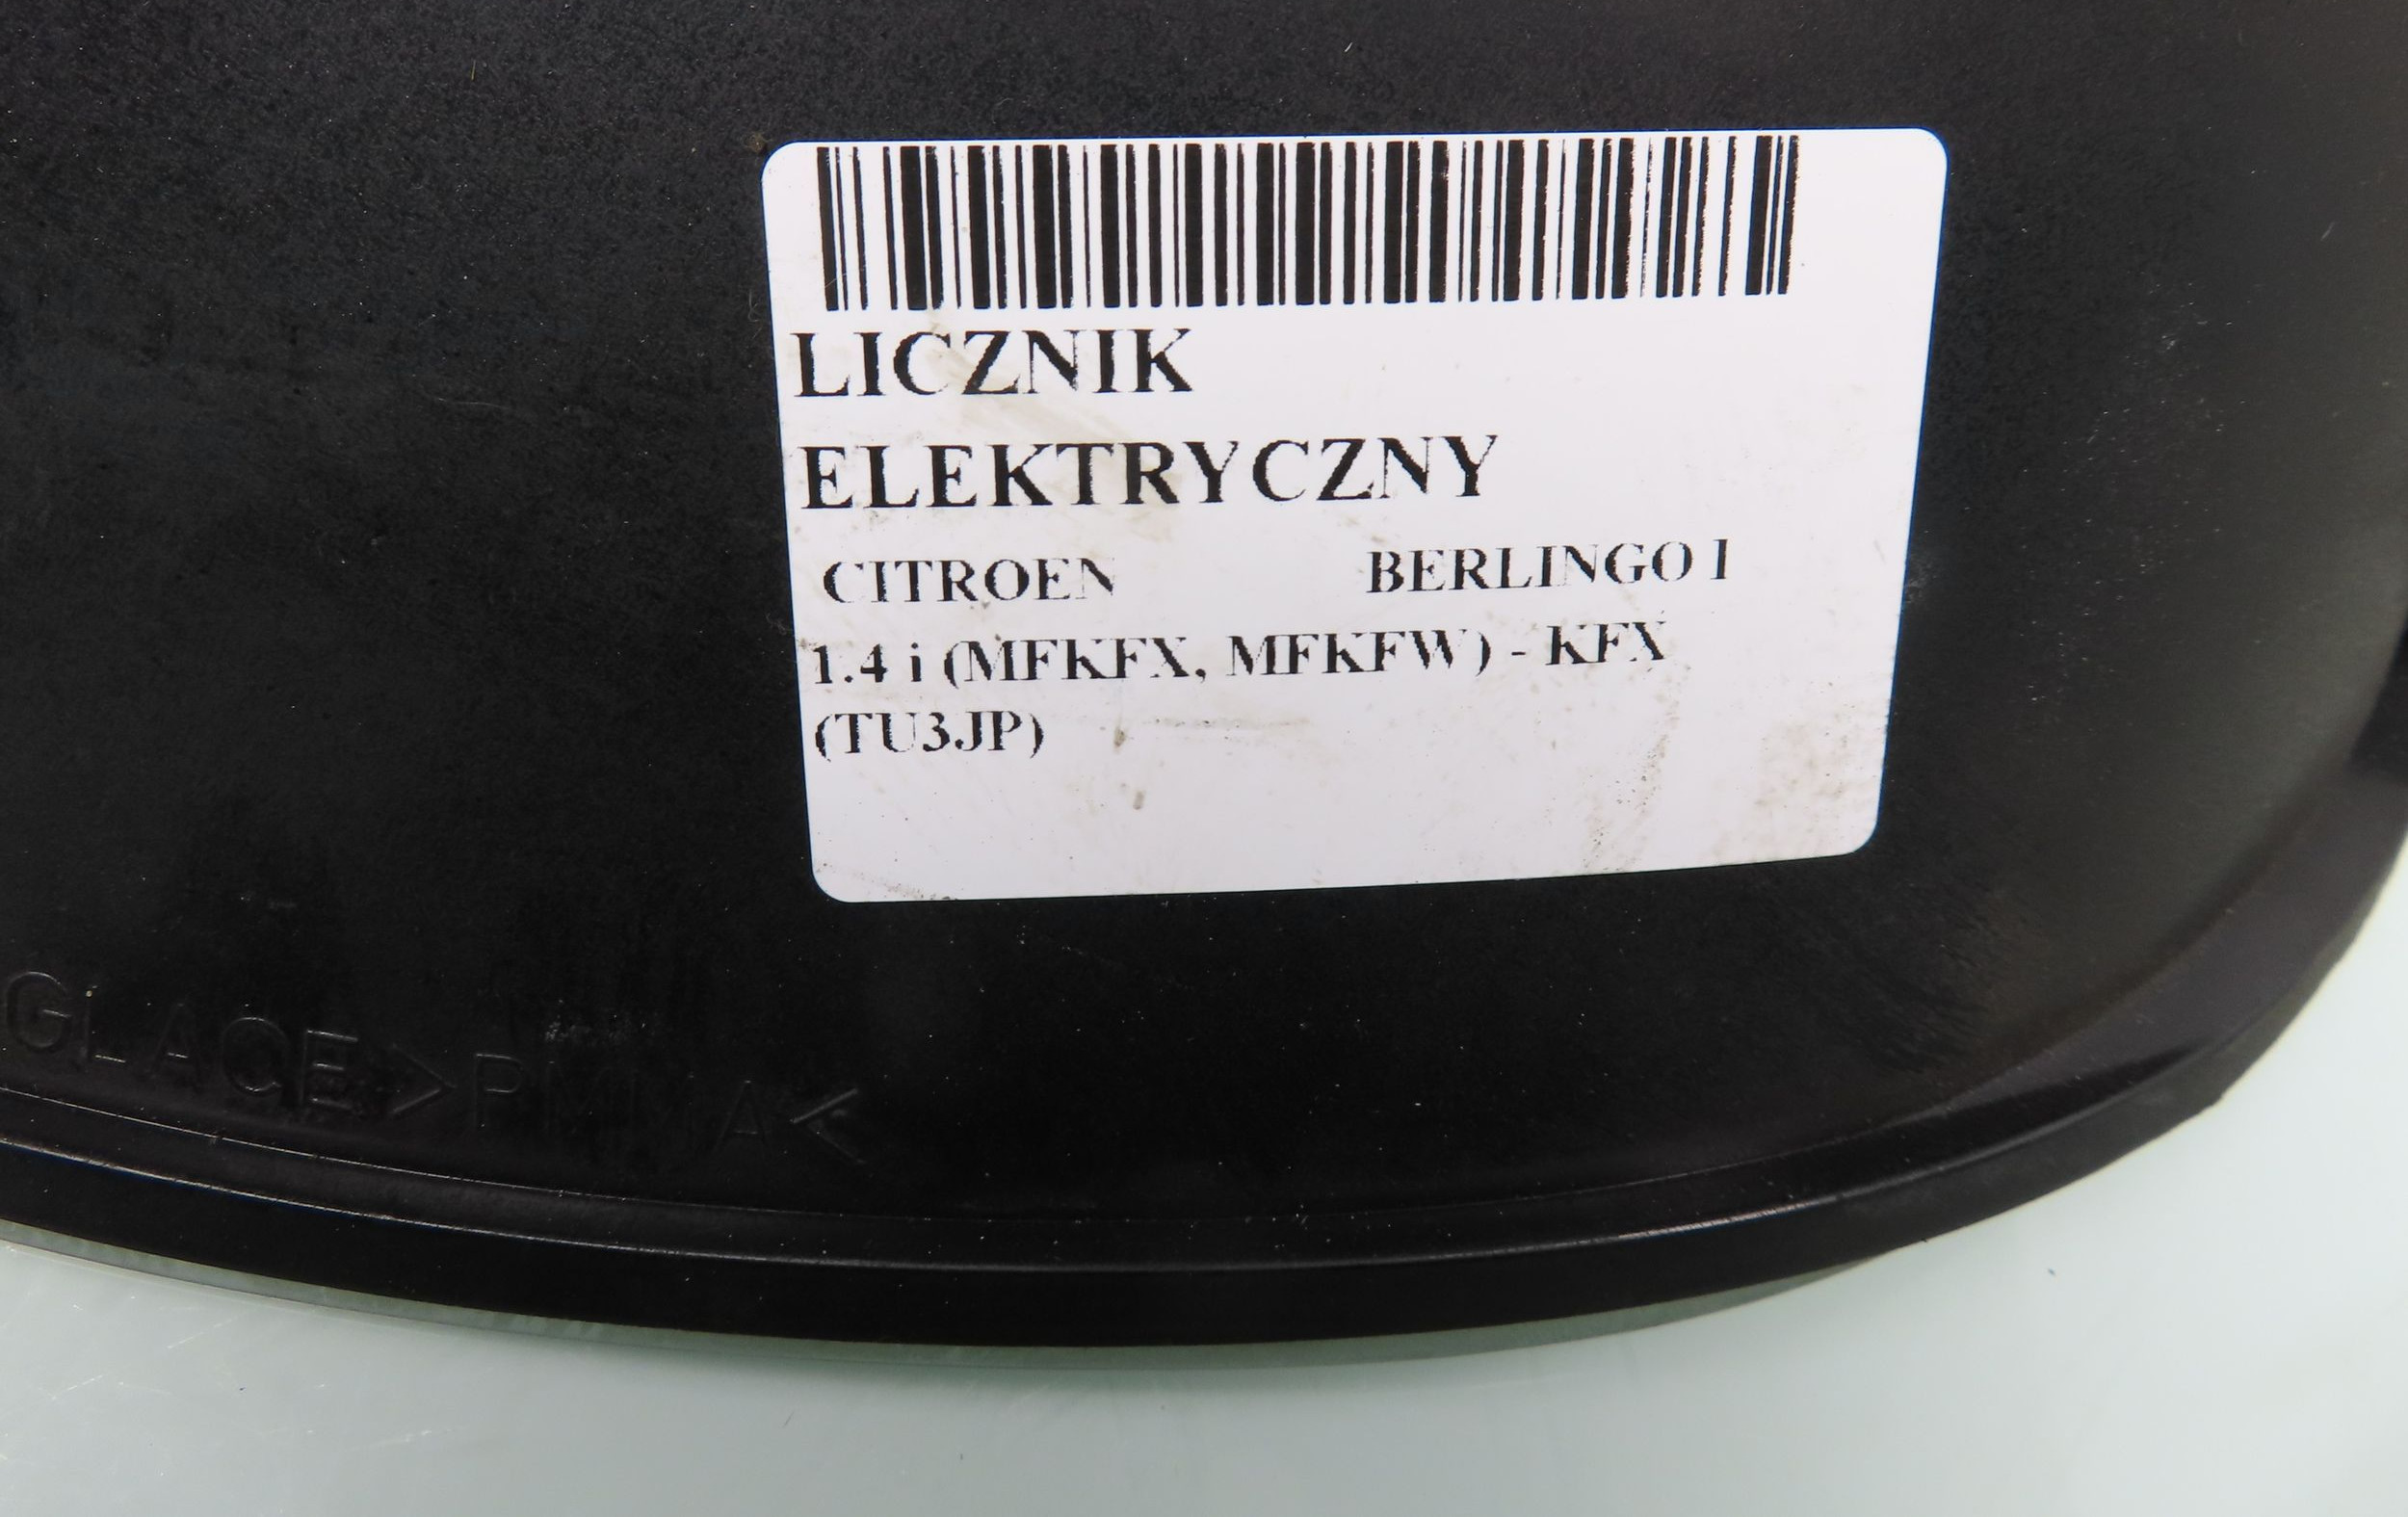 LICZNIK
ELEKTRYCZNY
CITROEN BERLINGO I
1.4 i (MFKFX, MFKFW) - KFX
(TU3JP)
GLACE >PMMA<